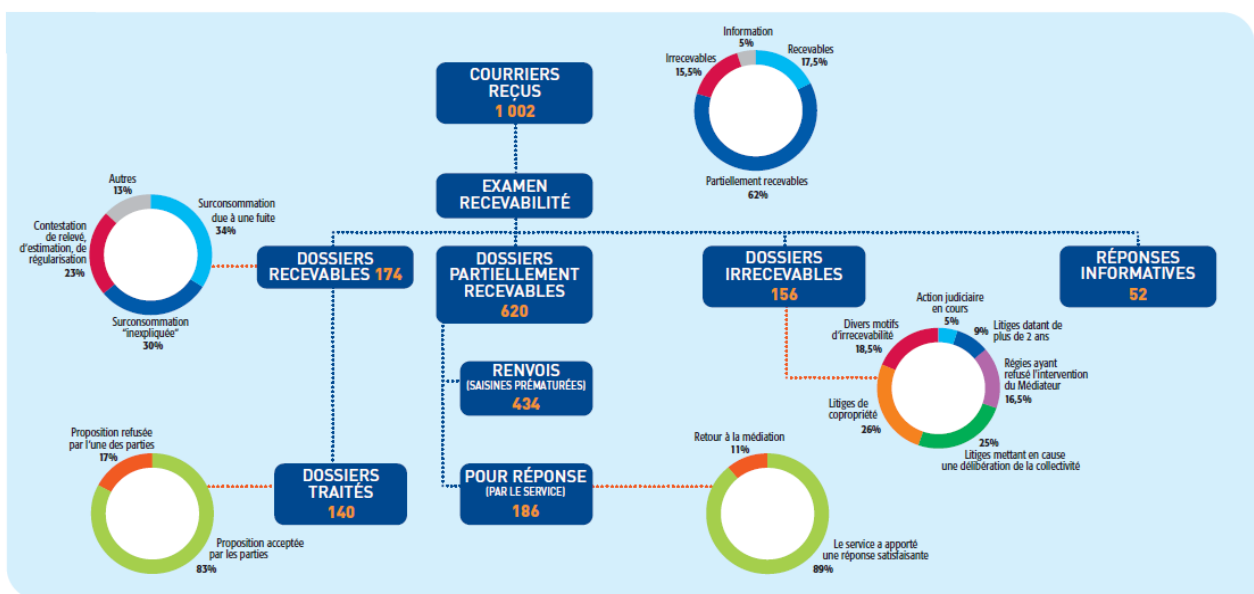 COURRIERS
REÇUS
1 002
Information
5%
Recevables
17,5%
Irrecevables
15,5%
Partiellement recevables
62%
EXAMEN
RECEVABILITÉ
Autres
13%
Surconsommation
due à une fuite
34%
Contestation
de relevé,
d'estimation, de
régularisation
23%
Surconsommation
"inexpliquée"
30%
DOSSIERS
RECEVABLES 174
DOSSIERS
PARTIELLEMENT
RECEVABLES
620
DOSSIERS
IRRECEVABLES
156
RÉPONSES
INFORMATIVES
52
Action judiciaire
en cours
5%
9% Litiges datant de
plus de 2 ans
Divers motifs
d'irrecevabilité
18,5%
Régies ayant
refusé l'intervention
du Médiateur
16,5%
Litiges de
copropriété
26%
25%
Litiges mettant en cause
une délibération de la collectivité
RENVOIS
(SAISINES PRÉMATURÉES)
434
Proposition refusée
par l'une des parties
17%
DOSSIERS
TRAITÉS
140
Proposition acceptée
par les parties
83%
POUR RÉPONSE
(PAR LE SERVICE)
186
Retour à la médiation
11%
Le service a apporté
une réponse satisfaisante
89%